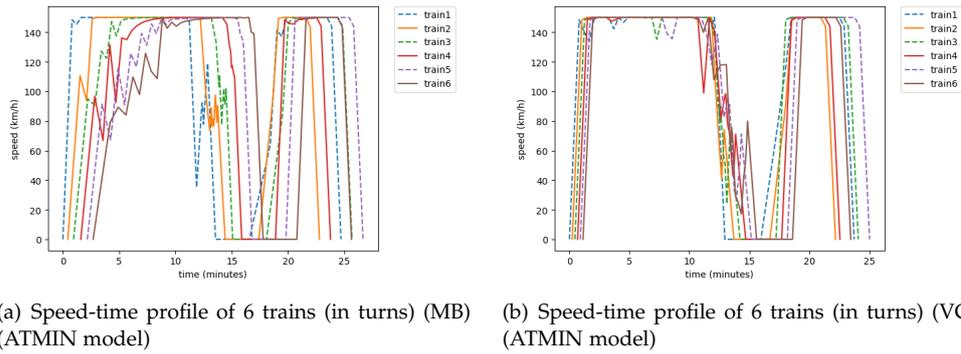 140
120
100
80
60
40
20
0
speed (km/h)
0 5 10 15 20 25
time (minutes)
train1
train2
train3
train4
train5
train6
140
120
100
80
60
40
20
0
speed (km/h)
0 5 10 15 20 25
time (minutes)
train1
train2
train3
train4
train5
train6
a) Speed-time profile of 6 trains (in turns) (MB)
(ATMIN model)
(b) Speed-time profile of 6 trains (in turns) (VC
(ATMIN model)